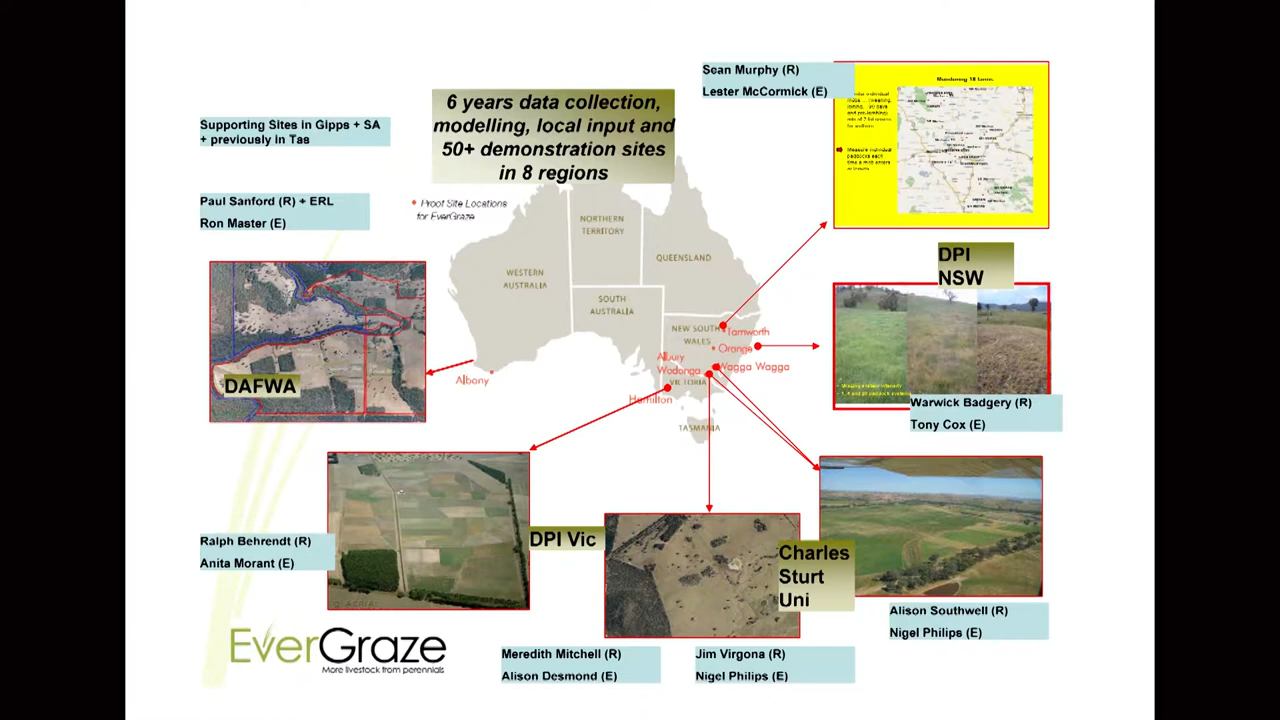 Sean Murphy (R)
Lester McCormick (E)
6 years data collection,
modelling, local input and
50+ demonstration sites
in 8 regions
Supporting Sites in Gipps + SA
+ previously in Tas
Paul Sanford (R) + ERL
Ron Master (E)
Proof Site Locations
for EverGraze
NORTHERN
TERRITORY
QUEENSLAND
WESTERN
AUSTRALIA
SOUTH
AUSTRALIA
NEW SOUTH
WALES
Tamworth
Orange
Albury
Wodonga
Wagga Wagga
VICTORIA
Hamilton
TASMANIA
Albany
DAFWA
DPI
NSW
Warwick Badgery (R)
Tony Cox (E)
DPI Vic
Ralph Behrendt (R)
Anita Morant (E)
Charles
Sturt
Uni
Alison Southwell (R)
Nigel Philips (E)
EverGraze
More livestock from perennials
Meredith Mitchell (R)
Alison Desmond (E)
Jim Virgona (R)
Nigel Philips (E)